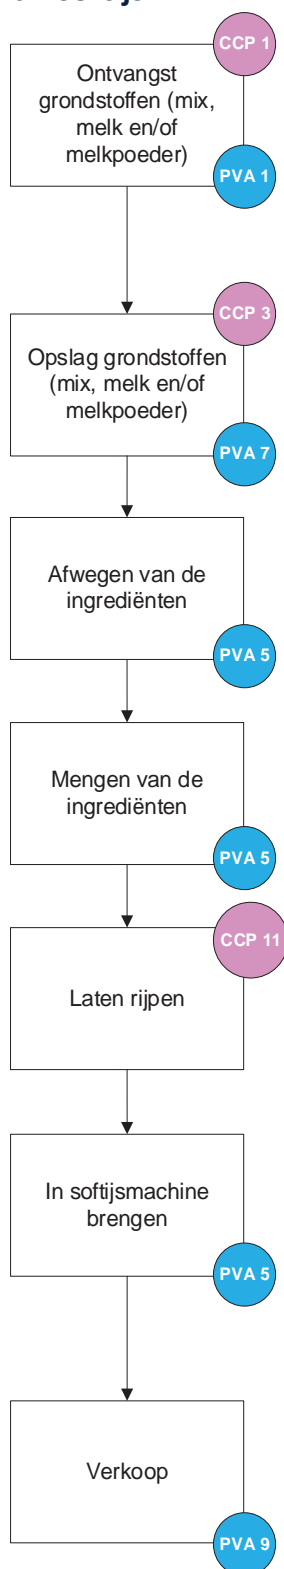 CCP 1
Ontvangst
grondstoffen (mix,
melk en/of
melkpoeder)
PVA 1
CCP 3
Opslag grondstoffen
(mix, melk en/of
melkpoeder)
PVA 7
Afwegen van de
ingrediënten
PVA 5
Mengen van de
ingrediënten
PVA 5
CCP 11
Laten rijpen
In softijsmachine
brengen
PVA 5
Verkoop
PVA 9